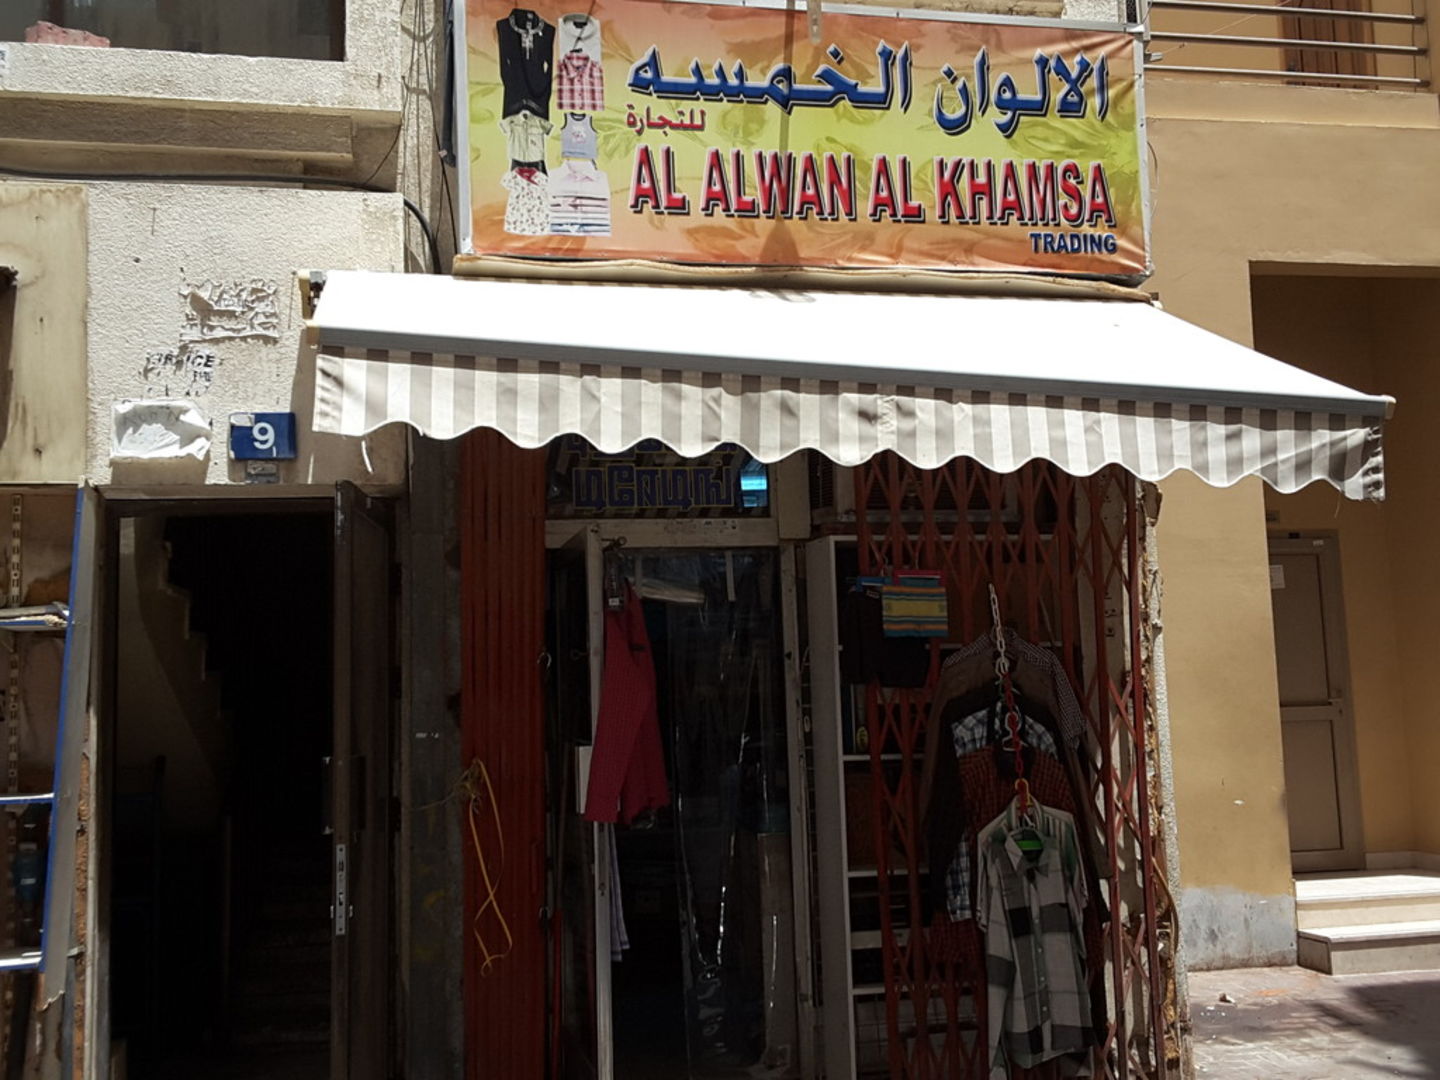 الالوان الخمسه
للتجارة
AL ALWAN AL KHAMSA
TRADING
9
டிரேடிங்